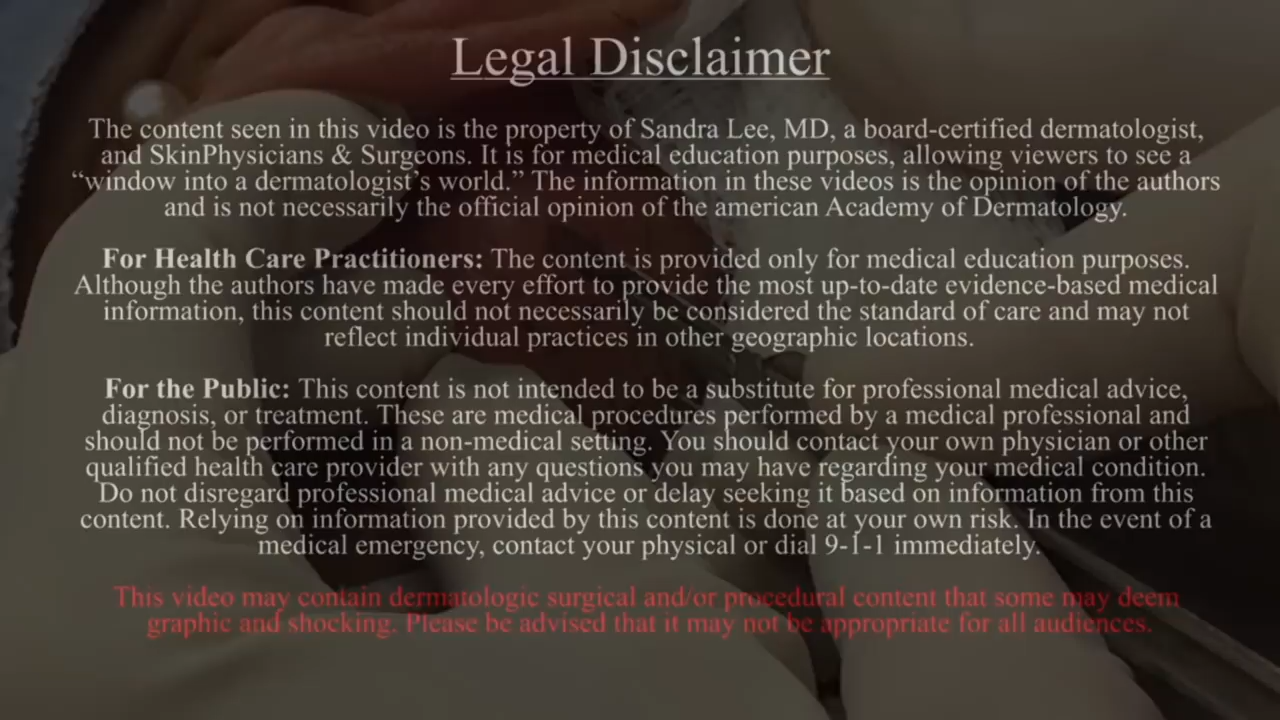 Legal Disclaimer
The content seen in this video is the property of Sandra Lee, MD, a board-certified dermatologist,
and SkinPhysicians & Surgeons. It is for medical education purposes, allowing viewers to see a
“window into a dermatologist’s world.” The information in these videos is the opinion of the authors
and is not necessarily the official opinion of the american Academy of Dermatology.
For Health Care Practitioners: The content is provided only for medical education purposes.
Although the authors have made every effort to provide the most up-to-date evidence-based medical
information, this content should not necessarily be considered the standard of care and may not
reflect individual practices in other geographic locations.
For the Public: This content is not intended to be a substitute for professional medical advice,
diagnosis, or treatment. These are medical procedures performed by a medical professional and
should not be performed in a non-medical setting. You should contact your own physician or other
qualified health care provider with any questions you may have regarding your medical condition.
Do not disregard professional medical advice or delay seeking it based on information from this
content. Relying on information provided by this content is done at your own risk. In the event of a
medical emergency, contact your physical or dial 9-1-1 immediately.
This video may contain dermatologic surgical and/or procedural content that some may deem
graphic and shocking. Please be advised that it may not be appropriate for all audiences.